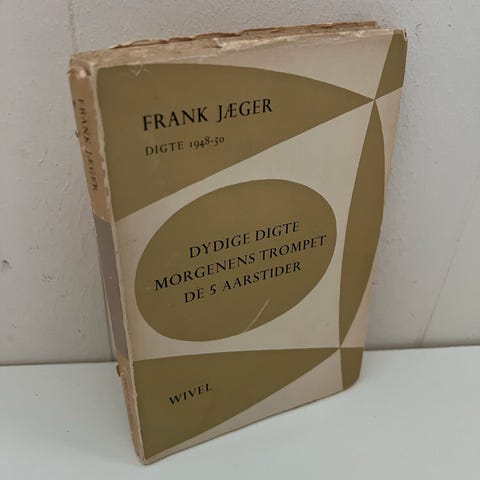 FRANK JÆGER
DIGTE 1948-50
DYDIGE DIGTE
MORGENENS TROMPET
DE 5 AARSTIDER
WIVEL
FRANK JÆGER